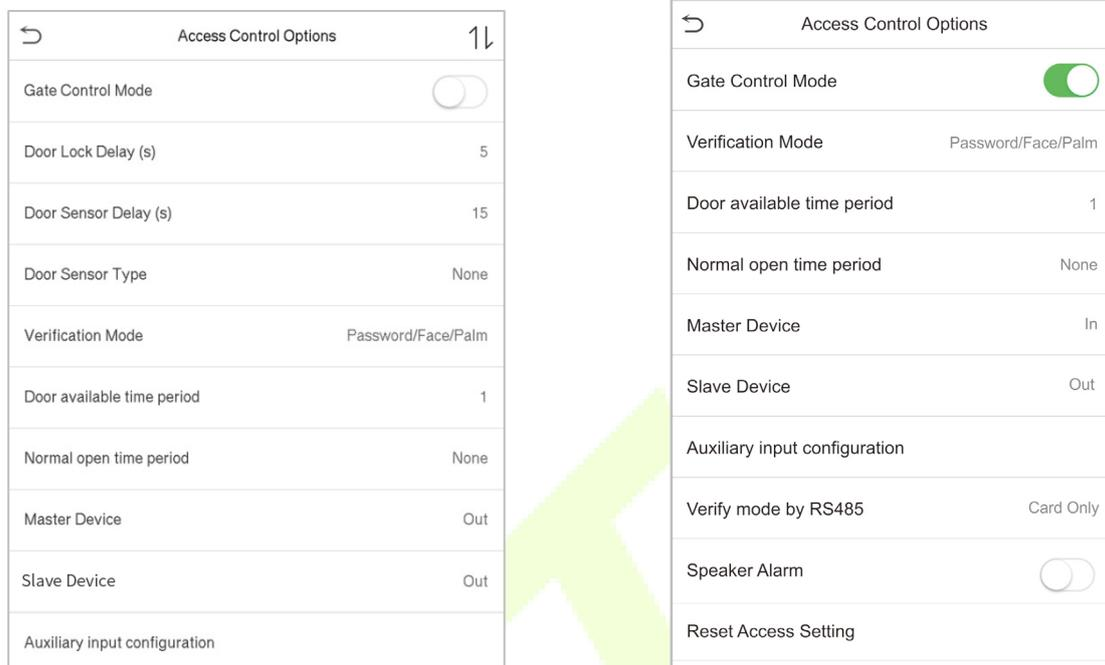 Access Control Options
Gate Control Mode
Door Lock Delay (s) 5
Door Sensor Delay (s) 15
Door Sensor Type None
Verification Mode Password/Face/Palm
Door available time period 1
Normal open time period None
Master Device Out
Slave Device Out
Auxiliary input configuration
Access Control Options
Gate Control Mode
Verification Mode Password/Face/Palm
Door available time period 1
Normal open time period None
Master Device In
Slave Device Out
Auxiliary input configuration
Verify mode by RS485 Card Only
Speaker Alarm
Reset Access Setting